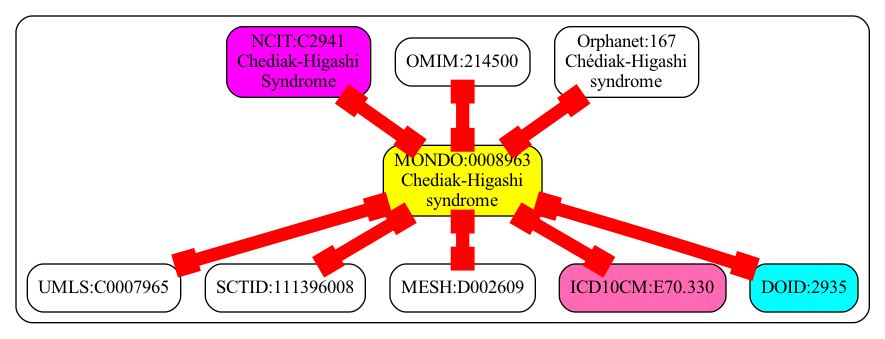 NCIT:C2941
Chediak-Higashi
Syndrome
OMIM:214500
Orphanet:167
Chédiak-Higashi
syndrome
MONDO:0008963
Chediak-Higashi
syndrome
UMLS:C0007965
SCTID:111396008
MESH:D002609
ICD10CM:E70.330
DOID:2935